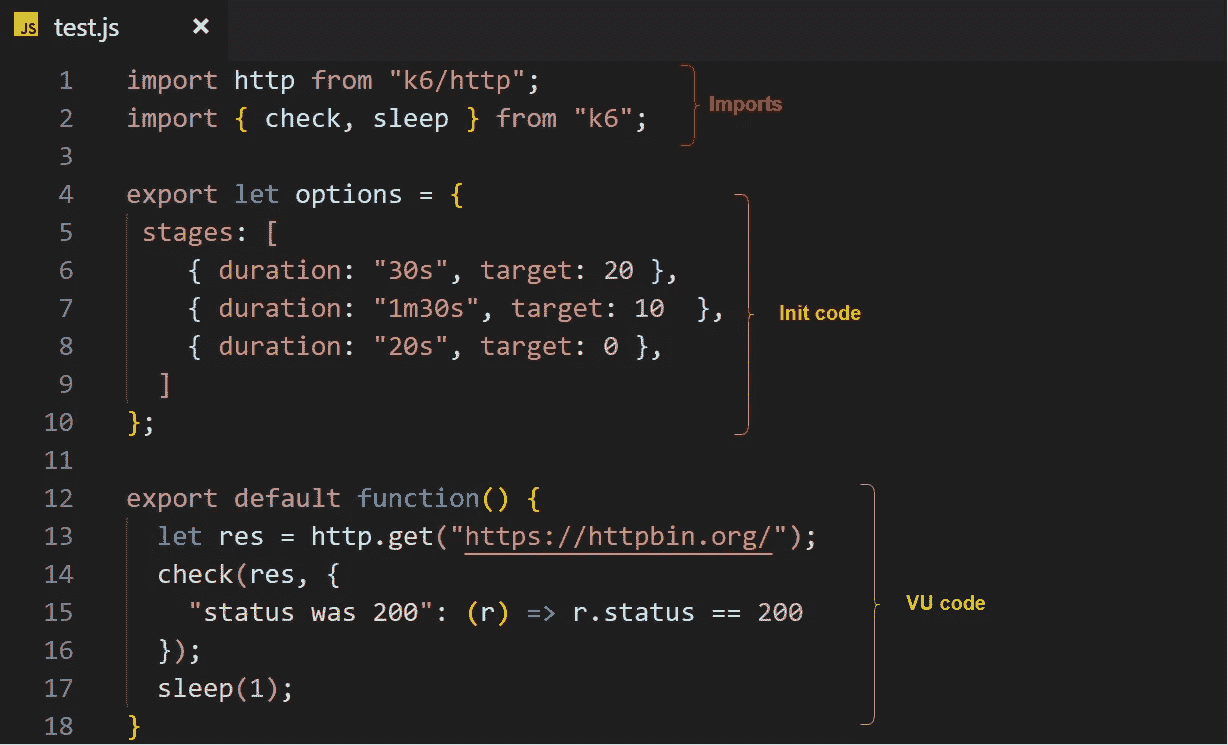 JS test.js ×
1 import http from "k6/http";
2 import { check, sleep } from "k6";
Imports
3
4 export let options = {
5 stages: [
6 { duration: "30s", target: 20 },
7 { duration: "1m30s", target: 10 },
Init code
8 { duration: "20s", target: 0 },
9 ]
10 };
11
12 export default function() {
13 let res = http.get("https://httpbin.org/");
14 check(res, {
15 "status was 200": (r) => r.status == 200
VU code
16 });
17 sleep(1);
18 }